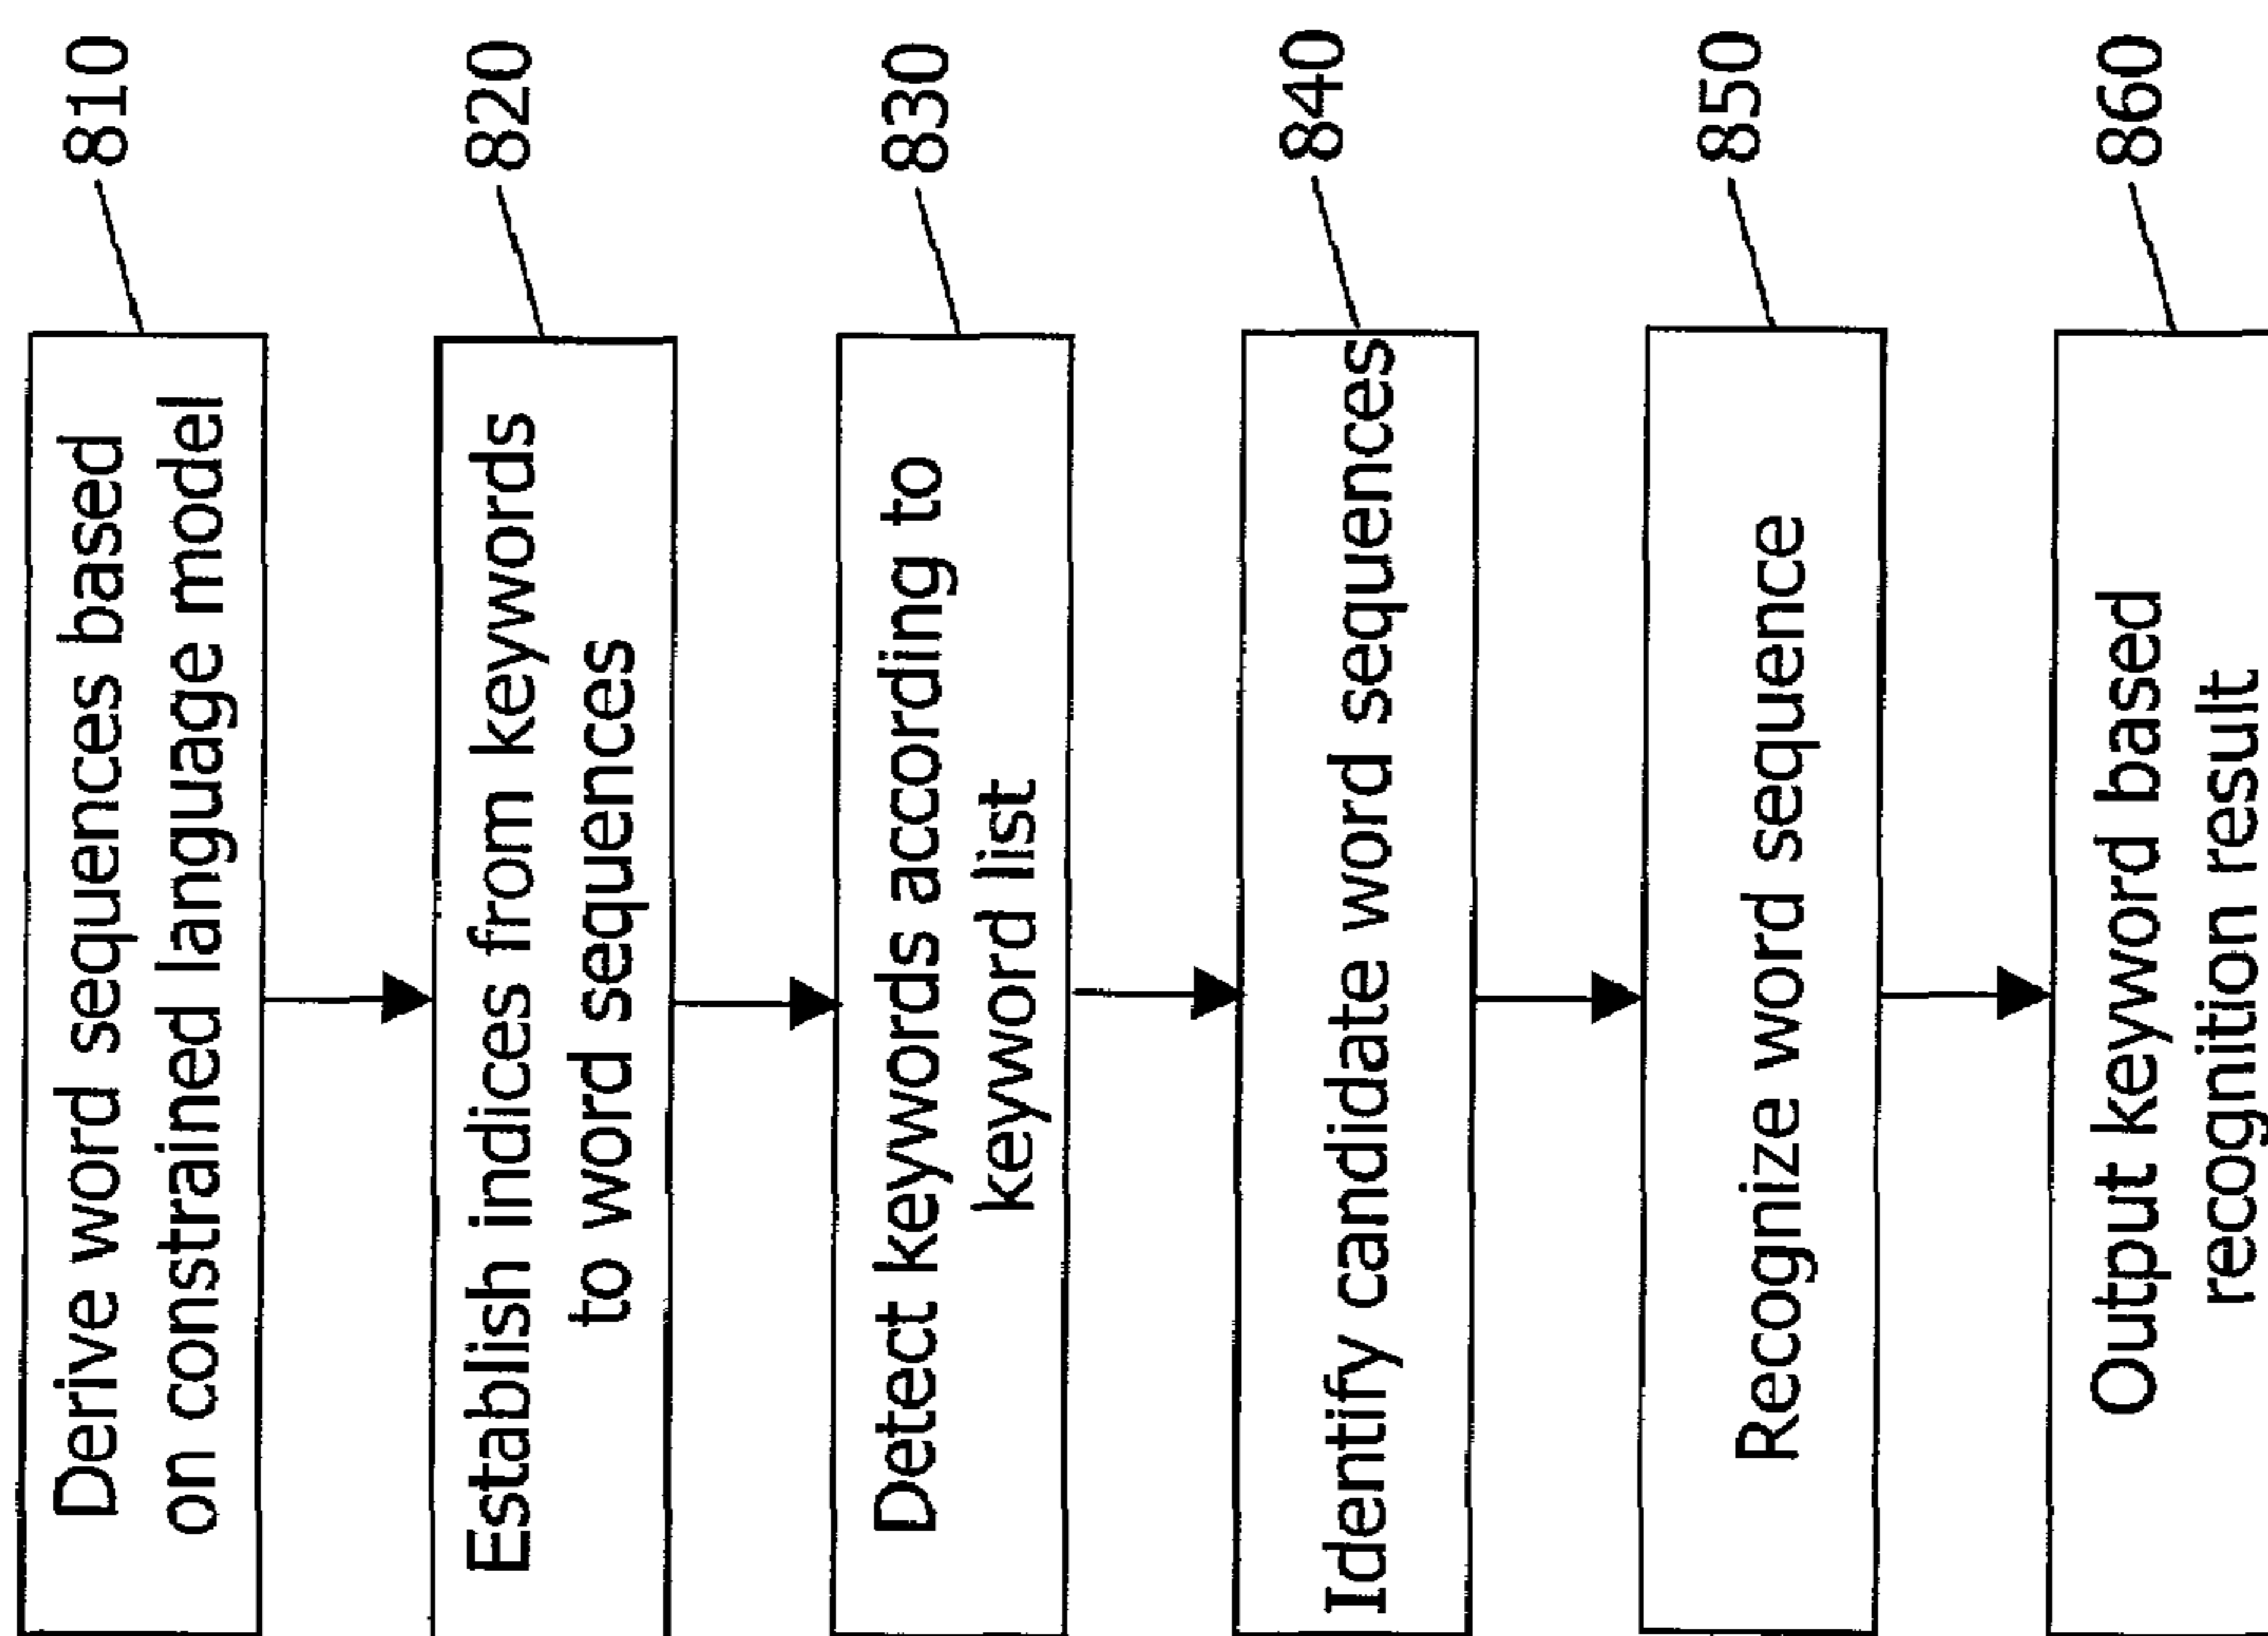 810
Derive word sequences based
on constrained language model
820
Establish indices from keywords
to word sequences
830
Detect keywords according to
keyword list
840
Identify candidate word sequences
850
Recognize word sequence
860
Output keyword based
recognition result